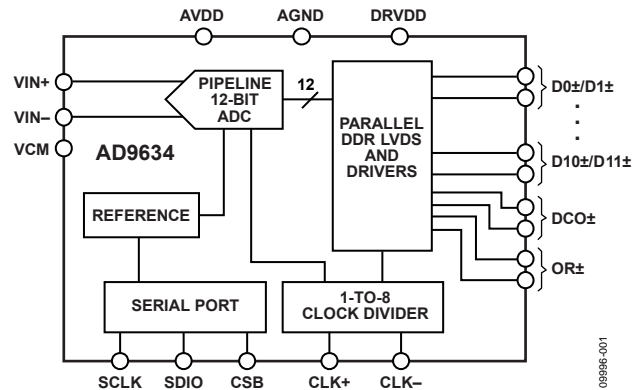 AVDD AGND DRVDD
VIN+
VIN–
VCM
PIPELINE
12-BIT
ADC
12
AD9634
PARALLEL
DDR LVDS
AND
DRIVERS
D0±/D1±
.
.
.
D10±/D11±
DCO±
OR±
REFERENCE
SERIAL PORT
1-TO-8
CLOCK DIVIDER
SCLK SDIO CSB CLK+ CLK–
09996-001